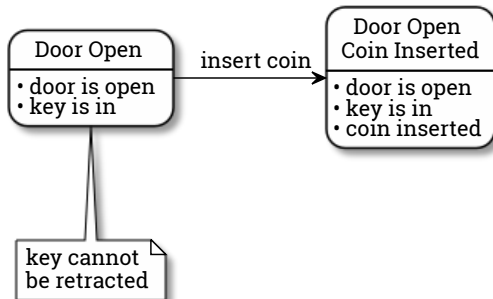 Door Open
• door is open
• key is in
insert coin
Door Open
Coin Inserted
• door is open
• key is in
• coin inserted
key cannot
be retracted